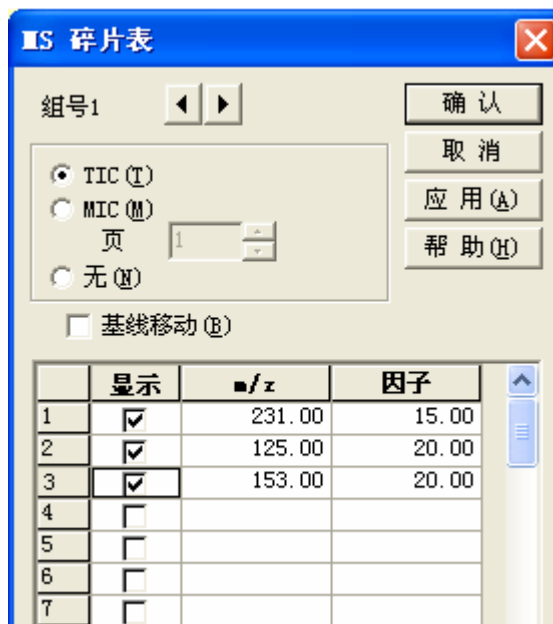 MS 碎片表
组号1
确 认
取 消
应 用(A)
帮 助(H)
TIC(T)
MIC(M)
页 1
无(N)
基线移动(B)
显示 m/z 因子
1 231.00 15.00
2 125.00 20.00
3 153.00 20.00
4
5
6
7